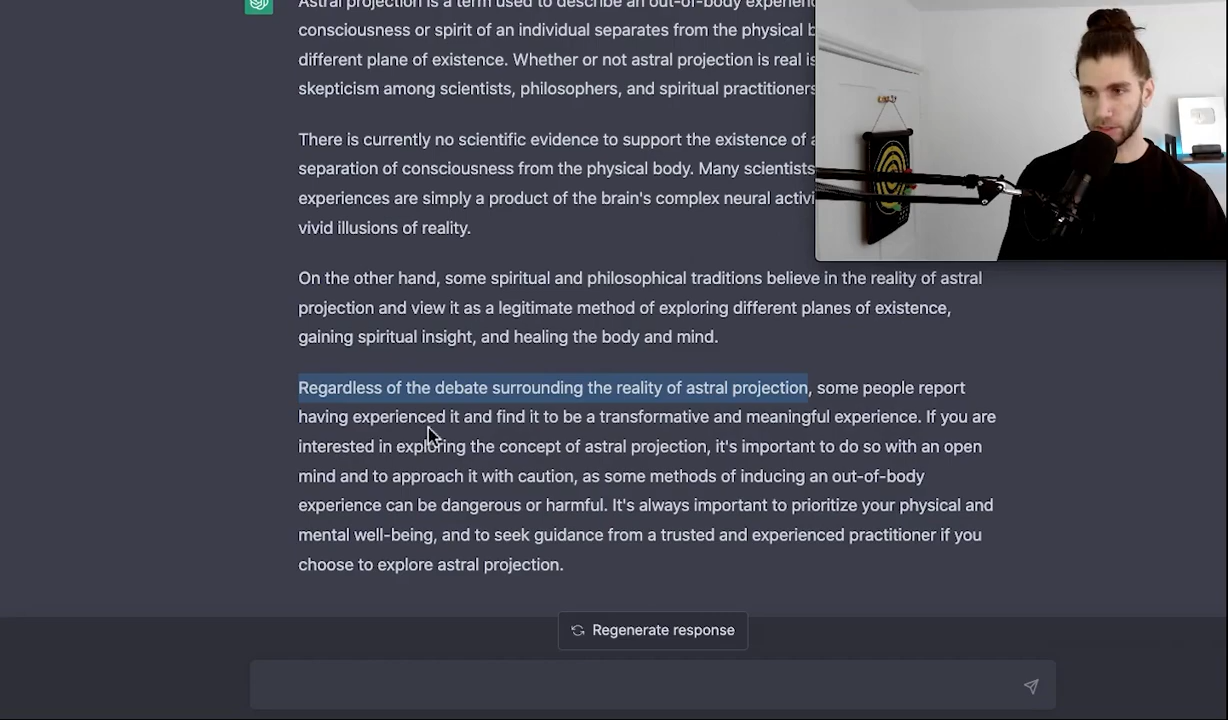 Astral projection is a term used to describe an out-of-body
consciousness or spirit of an individual separates from the physical
different plane of existence. Whether or not astral projection is real is
skepticism among scientists, philosophers, and spiritual practitioners
There is currently no scientific evidence to support the existence of
separation of consciousness from the physical body. Many scientists
experiences are simply a product of the brain's complex neural
vivid illusions of reality.
On the other hand, some spiritual and philosophical traditions believe in the reality of astral
projection and view it as a legitimate method of exploring different planes of existence,
gaining spiritual insight, and healing the body and mind.
Regardless of the debate surrounding the reality of astral projection, some people report
having experienced it and find it to be a transformative and meaningful experience. If you are
interested in exploring the concept of astral projection, it's important to do so with an open
mind and to approach it with caution, as some methods of inducing an out-of-body
experience can be dangerous or harmful. It's always important to prioritize your physical and
mental well-being, and to seek guidance from a trusted and experienced practitioner if you
choose to explore astral projection.
Regenerate response